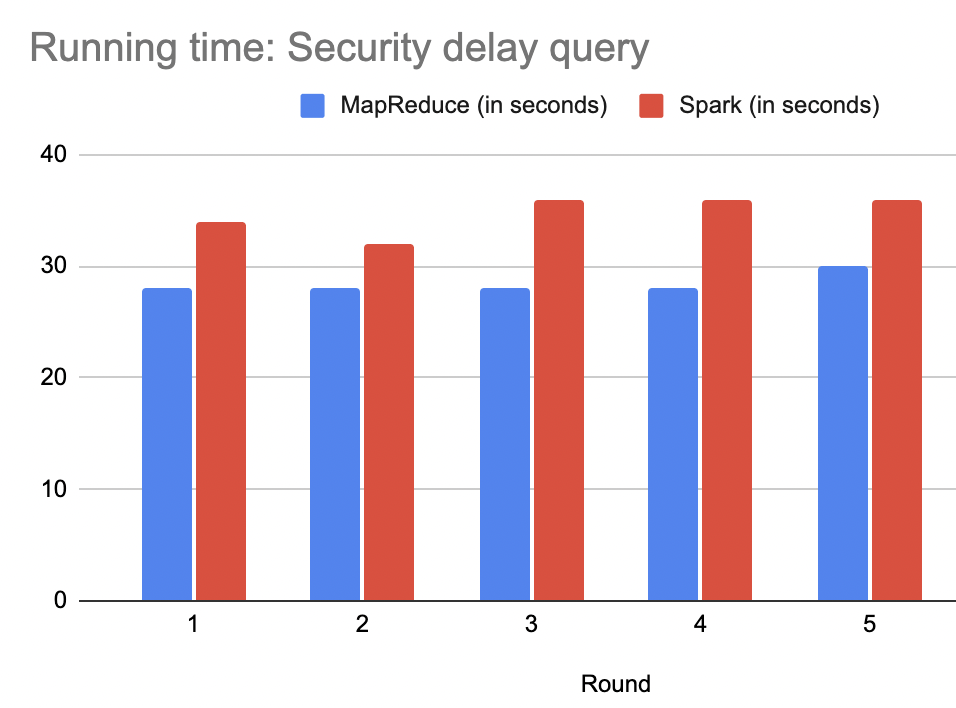 Running time: Security delay query
MapReduce (in seconds) Spark (in seconds)
40
30
20
10
0
1 2 3 4 5
Round